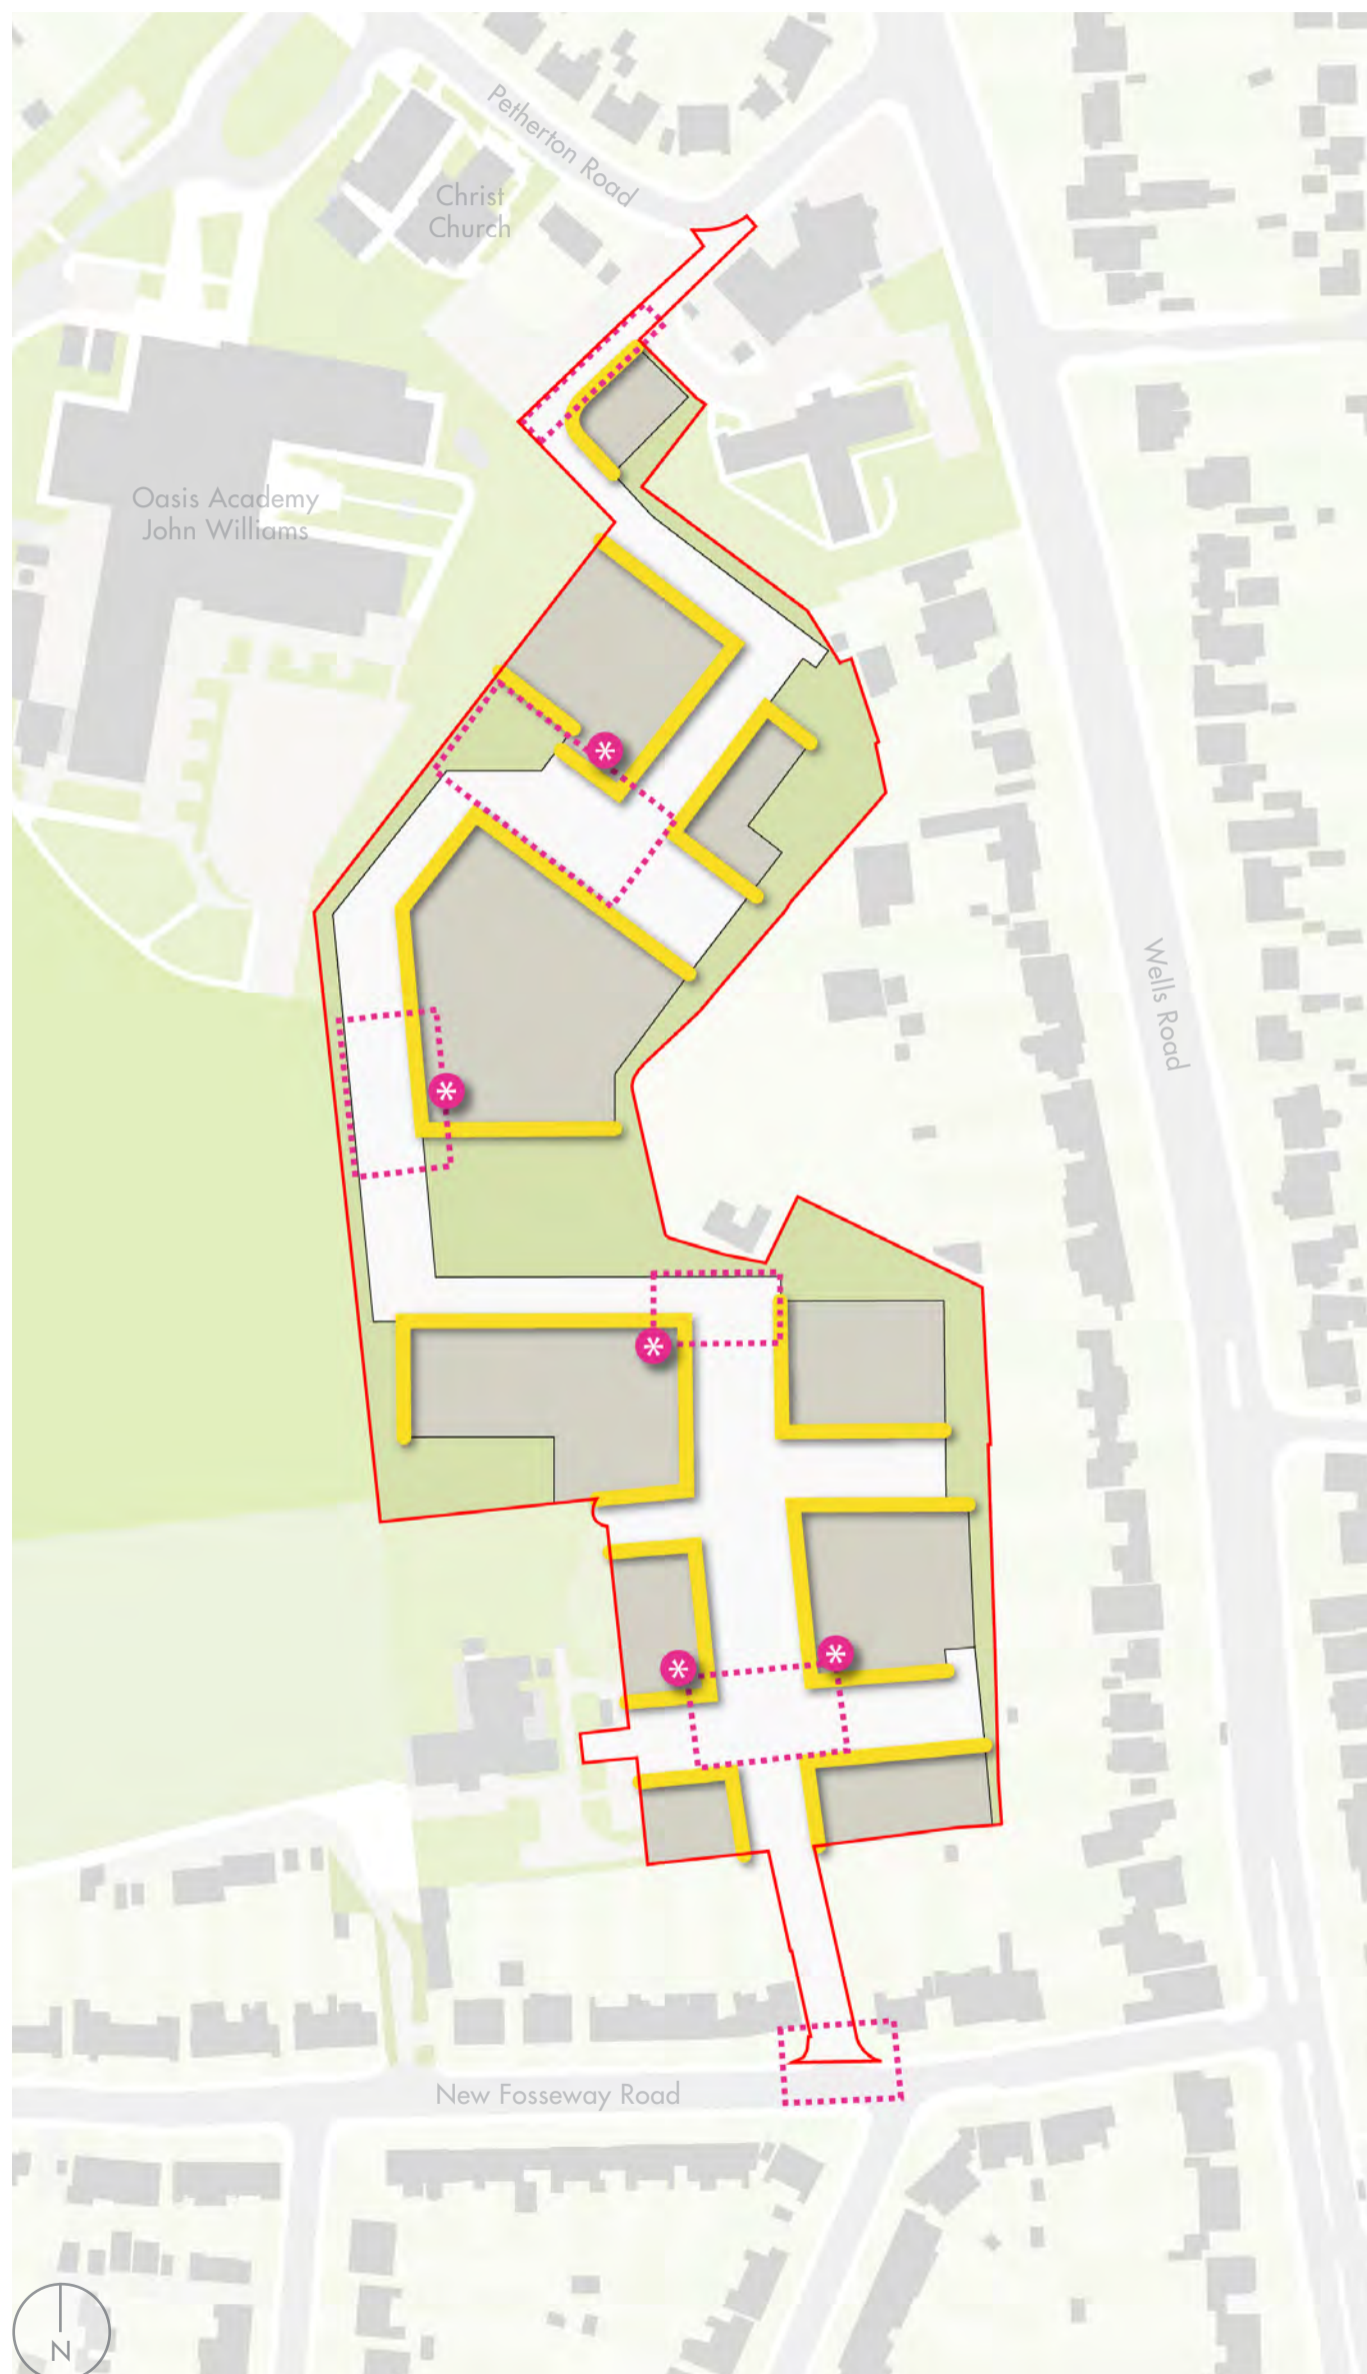 Petherton Road
Christ
Church
Oasis Academy
John Williams
Wells Road
New Fosseway Road
N